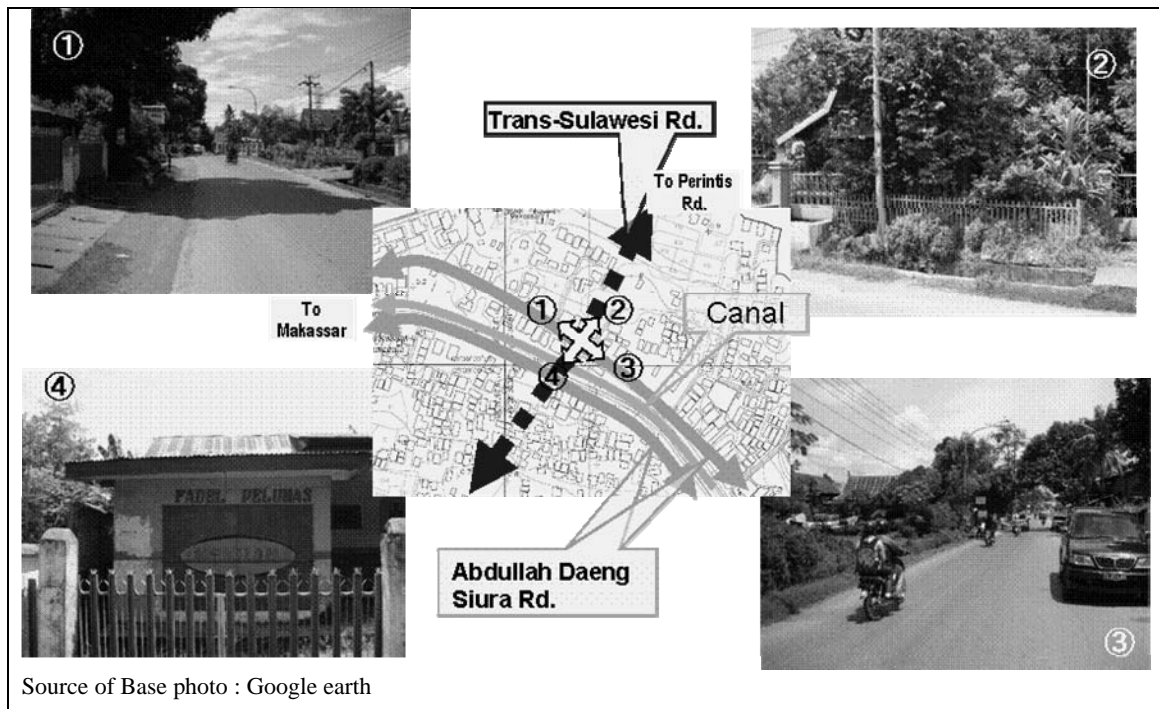 ①
②
Trans-Sulawesi Rd.
To Perintis
Rd.
To
Makassar
①
②
Canal
④
③
④
FADEL PELUMAS
Abdullah Daeng
Siura Rd.
③
Source of Base photo : Google earth